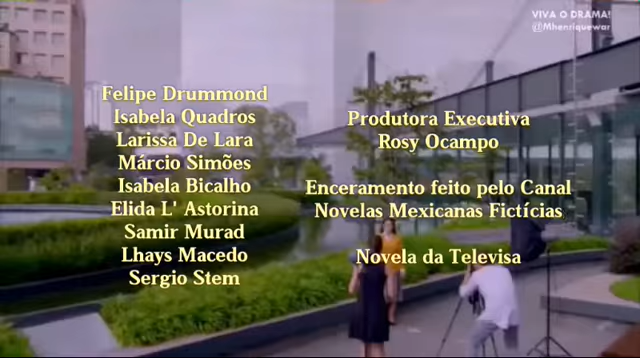 VIVA O DRAMA!
@Mhenriquewar
Felipe Drummond
Isabela Quadros
Larissa De Lara
Márcio Simões
Isabela Bicalho
Elida L' Astorina
Samir Murad
Lhays Macedo
Sergio Stem
Produtora Executiva
Rosy Ocampo
Enceramento feito pelo Canal
Novelas Mexicanas Fictícias
Novela da Televisa